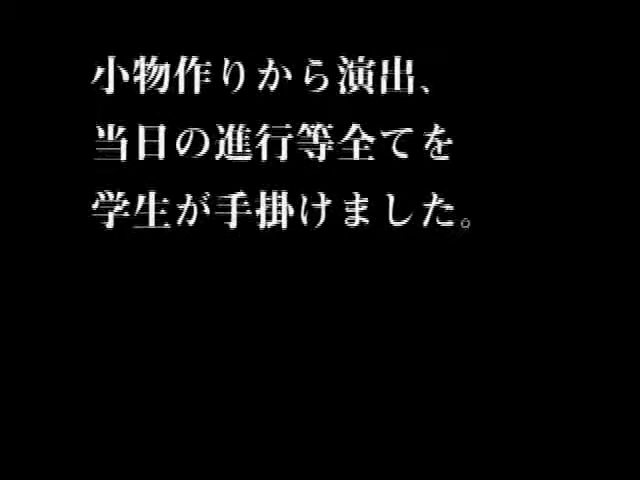 小物作りから演出、
当日の進行等全てを
学生が手掛けました。